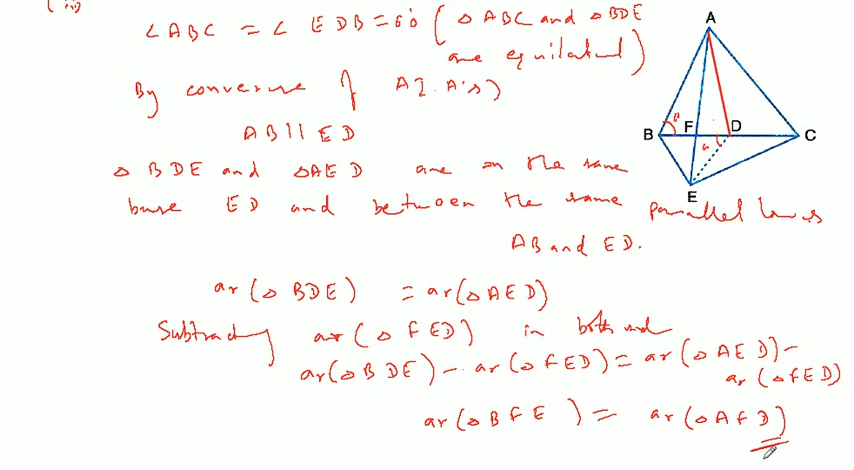 (iii)
∠ABC = ∠EDB = 60 (△ABC and △BDE
are equilateral)
By converse of A.I.A's)
AB || ED
△BDE and △AED are on the same
base ED and between the same parallel lines
AB and ED.
ar(△BDE) = ar(△AED)
Subtracting ar(△FED) in both end
ar(△BDE) - ar(△FED) = ar(△AED) -
ar(△FED)
ar(△BFE) = ar(△AFD)
A
B
F
D
C
E